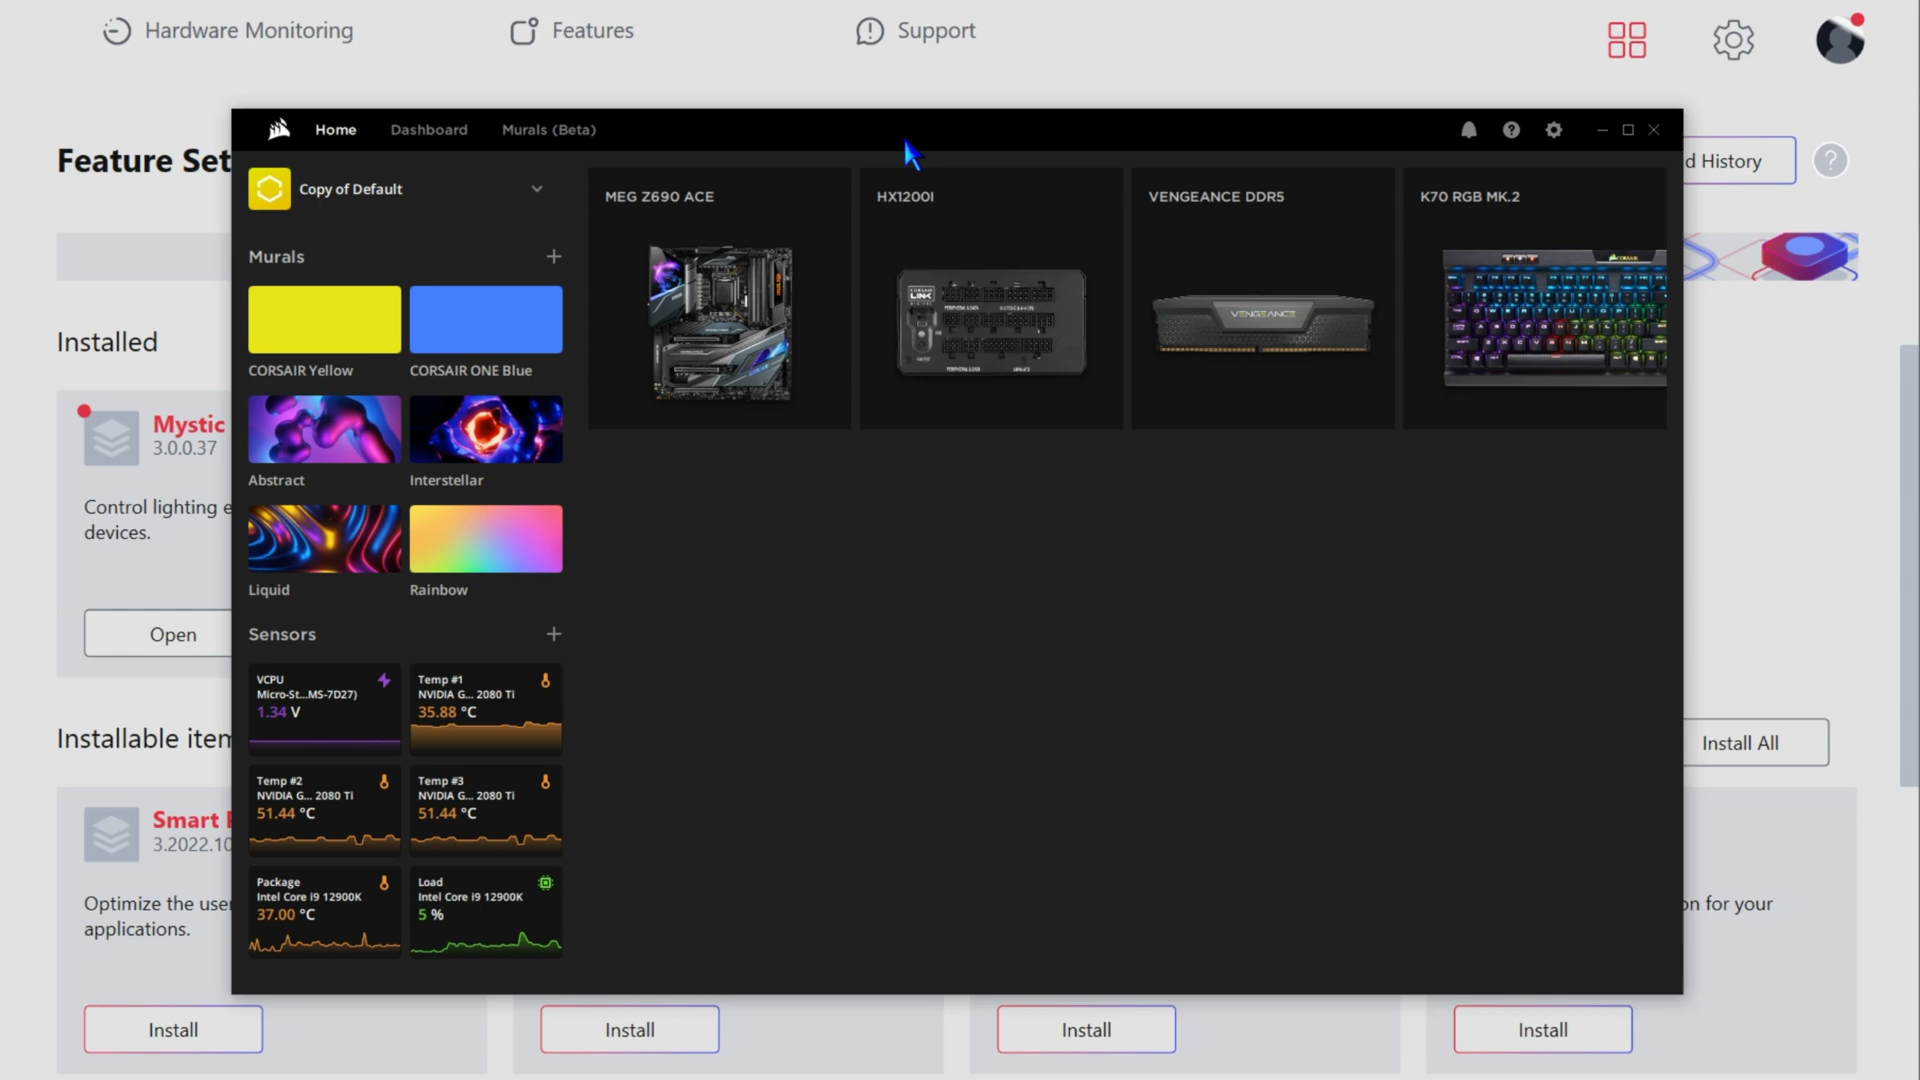 Hardware Monitoring
Features
Support
Feature Set
d History
?
Home
Dashboard
Murals (Beta)
Copy of Default
MEG Z690 ACE
HX1200I
VENGEANCE DDR5
K70 RGB MK.2
Murals
CORSAIR Yellow
CORSAIR ONE Blue
VENGEANCE
CORSAIR
LINK
Abstract
Interstellar
Liquid
Rainbow
Installed
Mystic
3.0.0.37
Control lighting e
devices.
Open
Sensors
VCPU
Micro-St...MS-7D27)
1.34 V
Temp #1
NVIDIA G... 2080 Ti
35.88 °C
Temp #2
NVIDIA G... 2080 Ti
51.44 °C
Temp #3
NVIDIA G... 2080 Ti
51.44 °C
Package
Intel Core i9 12900K
37.00 °C
Load
Intel Core i9 12900K
5 %
Installable item
Install All
Smart
3.2022.10
Optimize the use
applications.
on for your
Install
Install
Install
Install